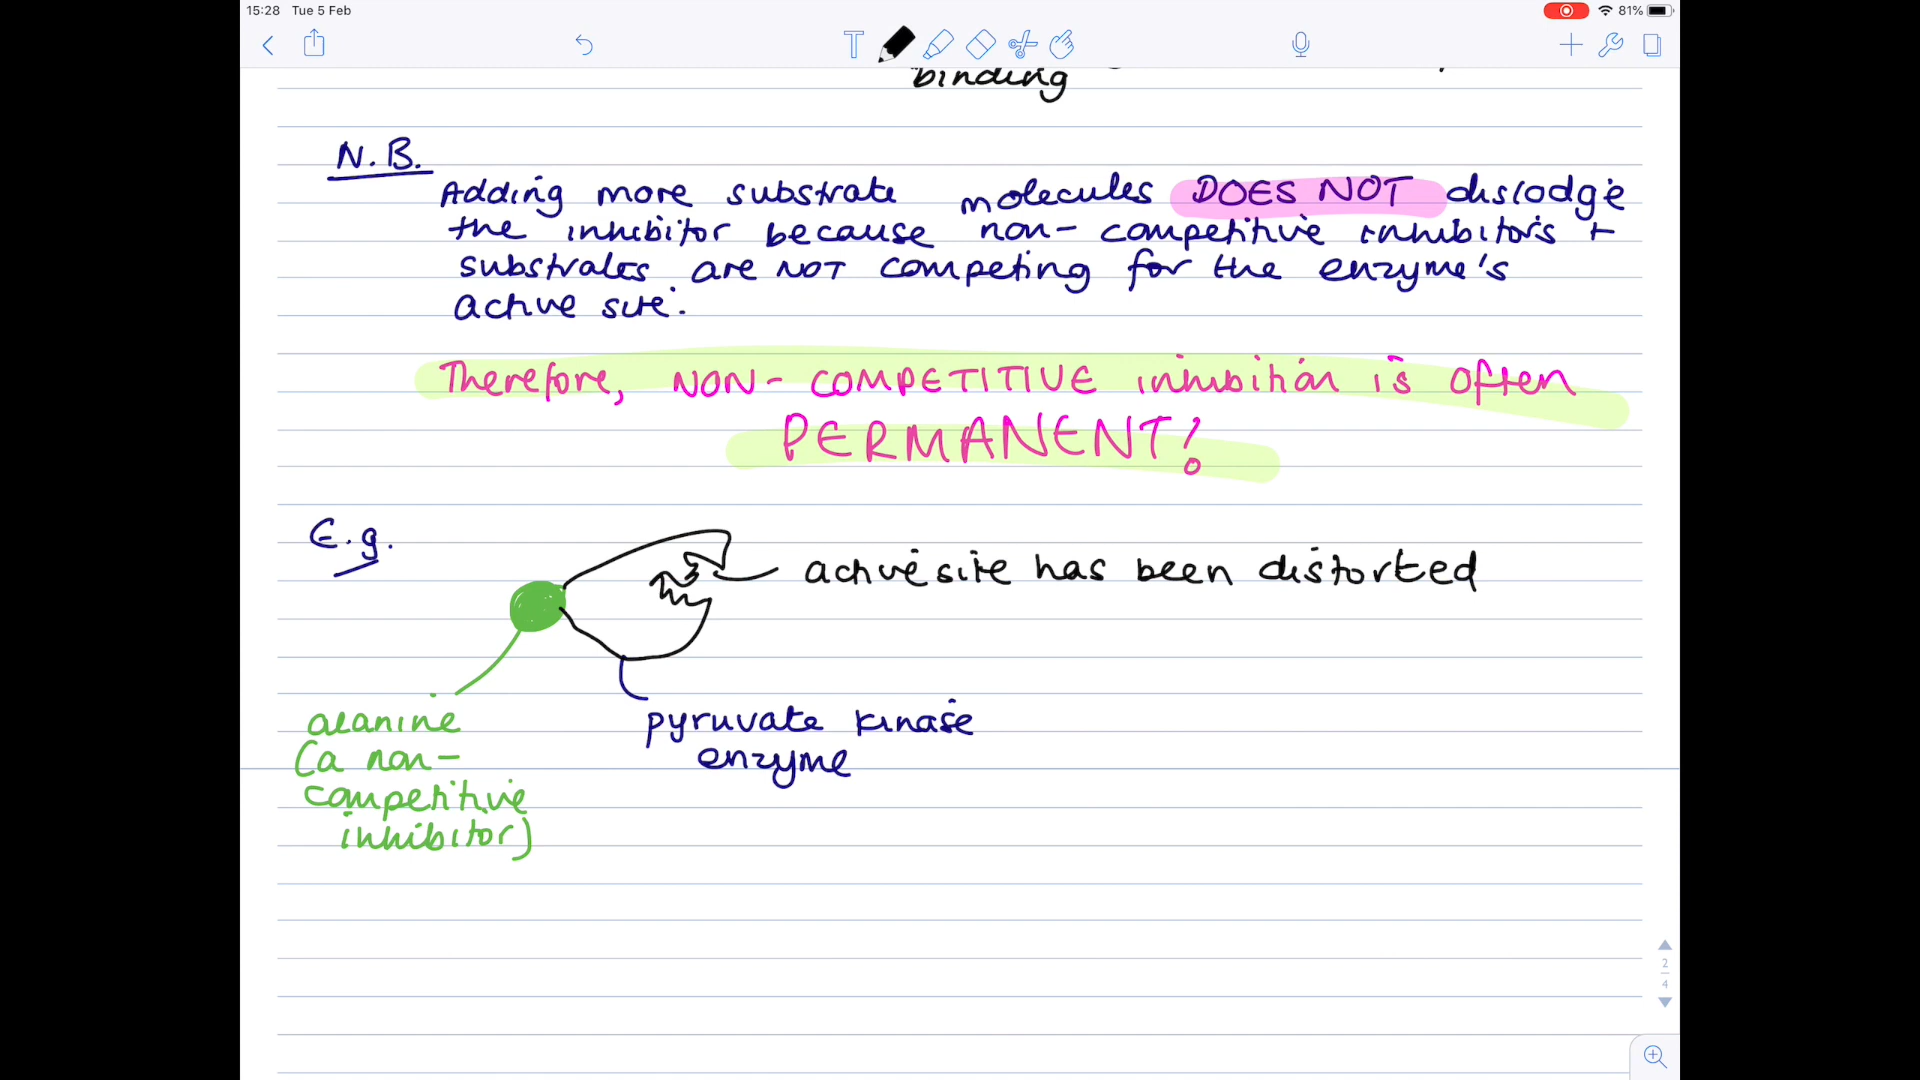 15:28 Tue 5 Feb
81%
T
binding
N.B.
Adding more substrate molecules DOES NOT dislodge
the inhibitor because non-competitive inhibitors +
substrates are NOT competing for the enzyme's
active site.
Therefore, NON-COMPETITIVE inhibition is often
PERMANENT!
E.g.
active site has been distorted
alanine
(a non-
competitive
inhibitor)
pyruvate kinase
enzyme
2
4